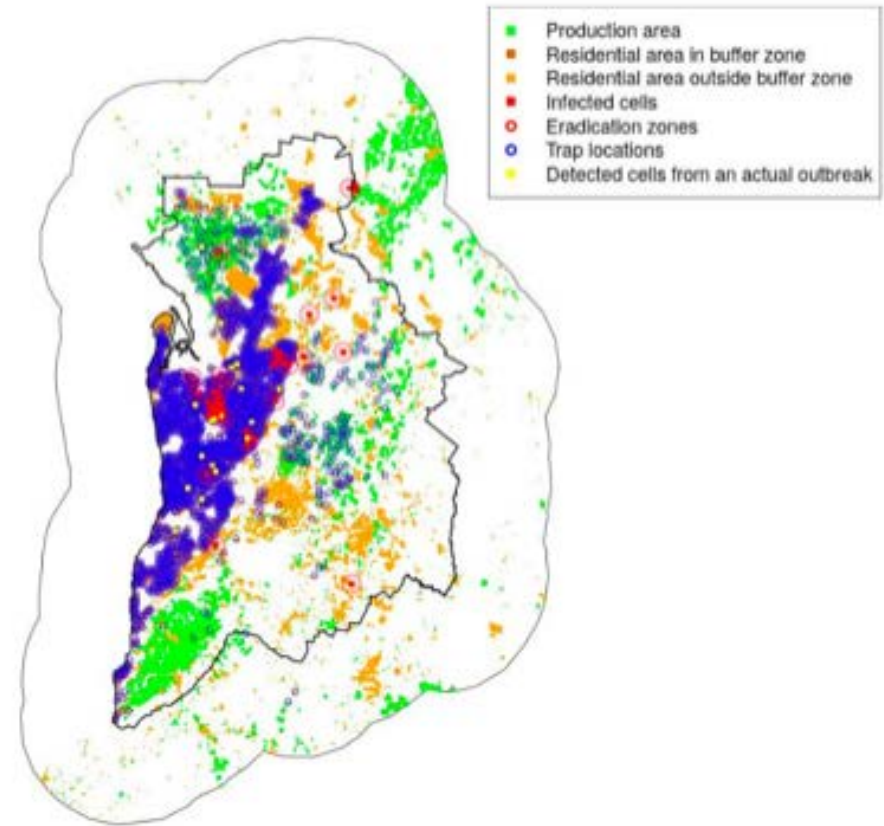 Production area
Residential area in buffer zone
Residential area outside buffer zone
Infected cells
Eradication zones
Trap locations
Detected cells from an actual outbreak